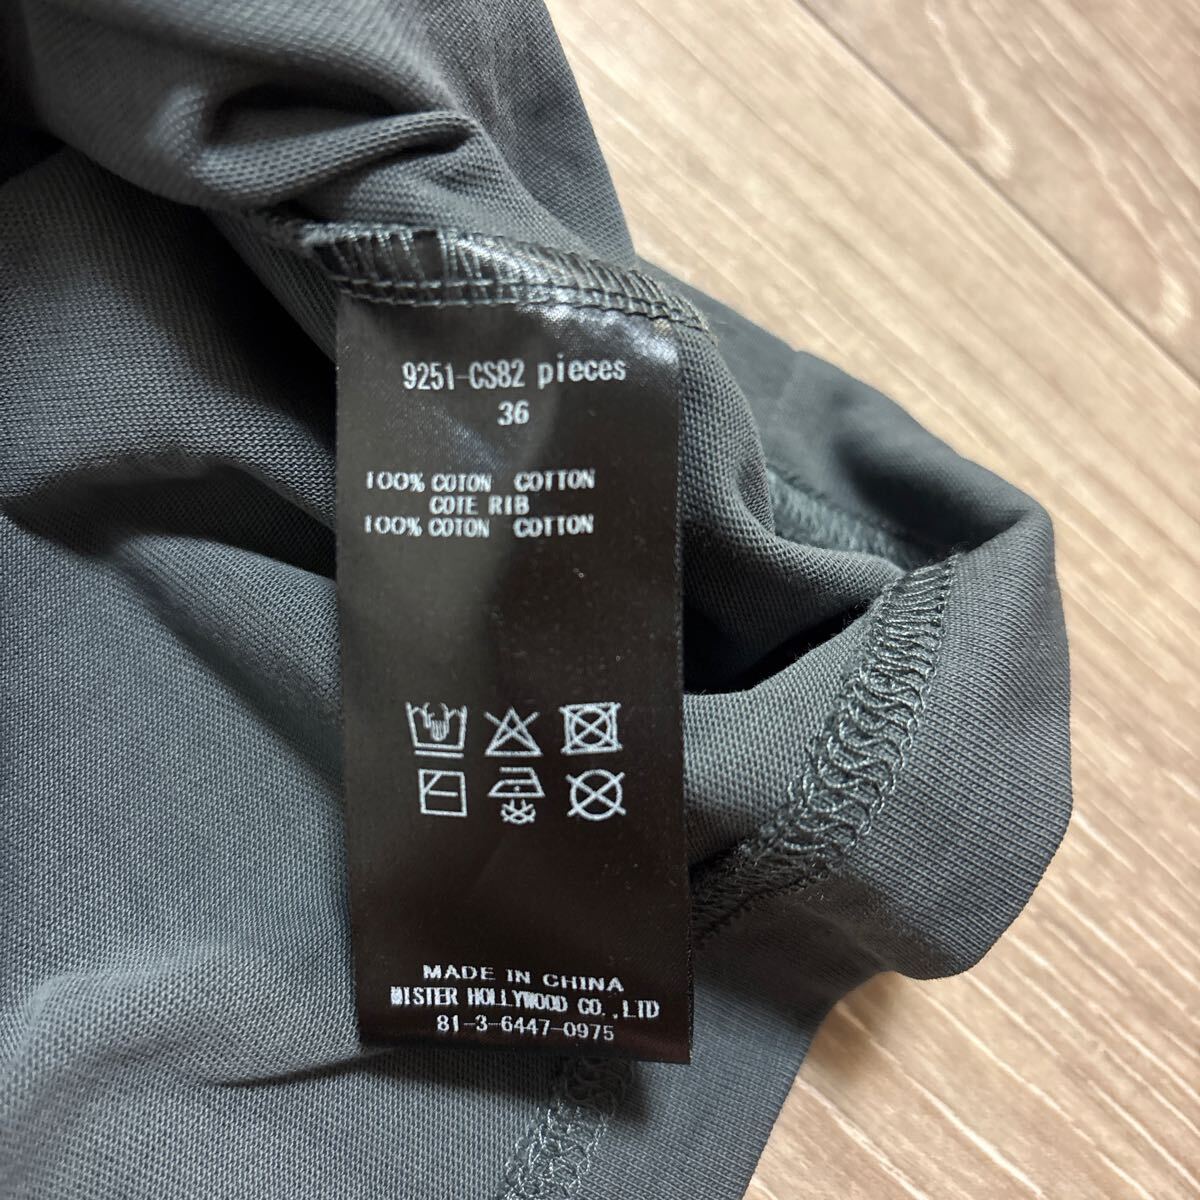 9251-CS82 pieces
36
100% COTON COTTON
COTE RIB
100% COTON COTTON
MADE IN CHINA
MISTER HOLLYWOOD CO.,LTD
81-3-6447-0975